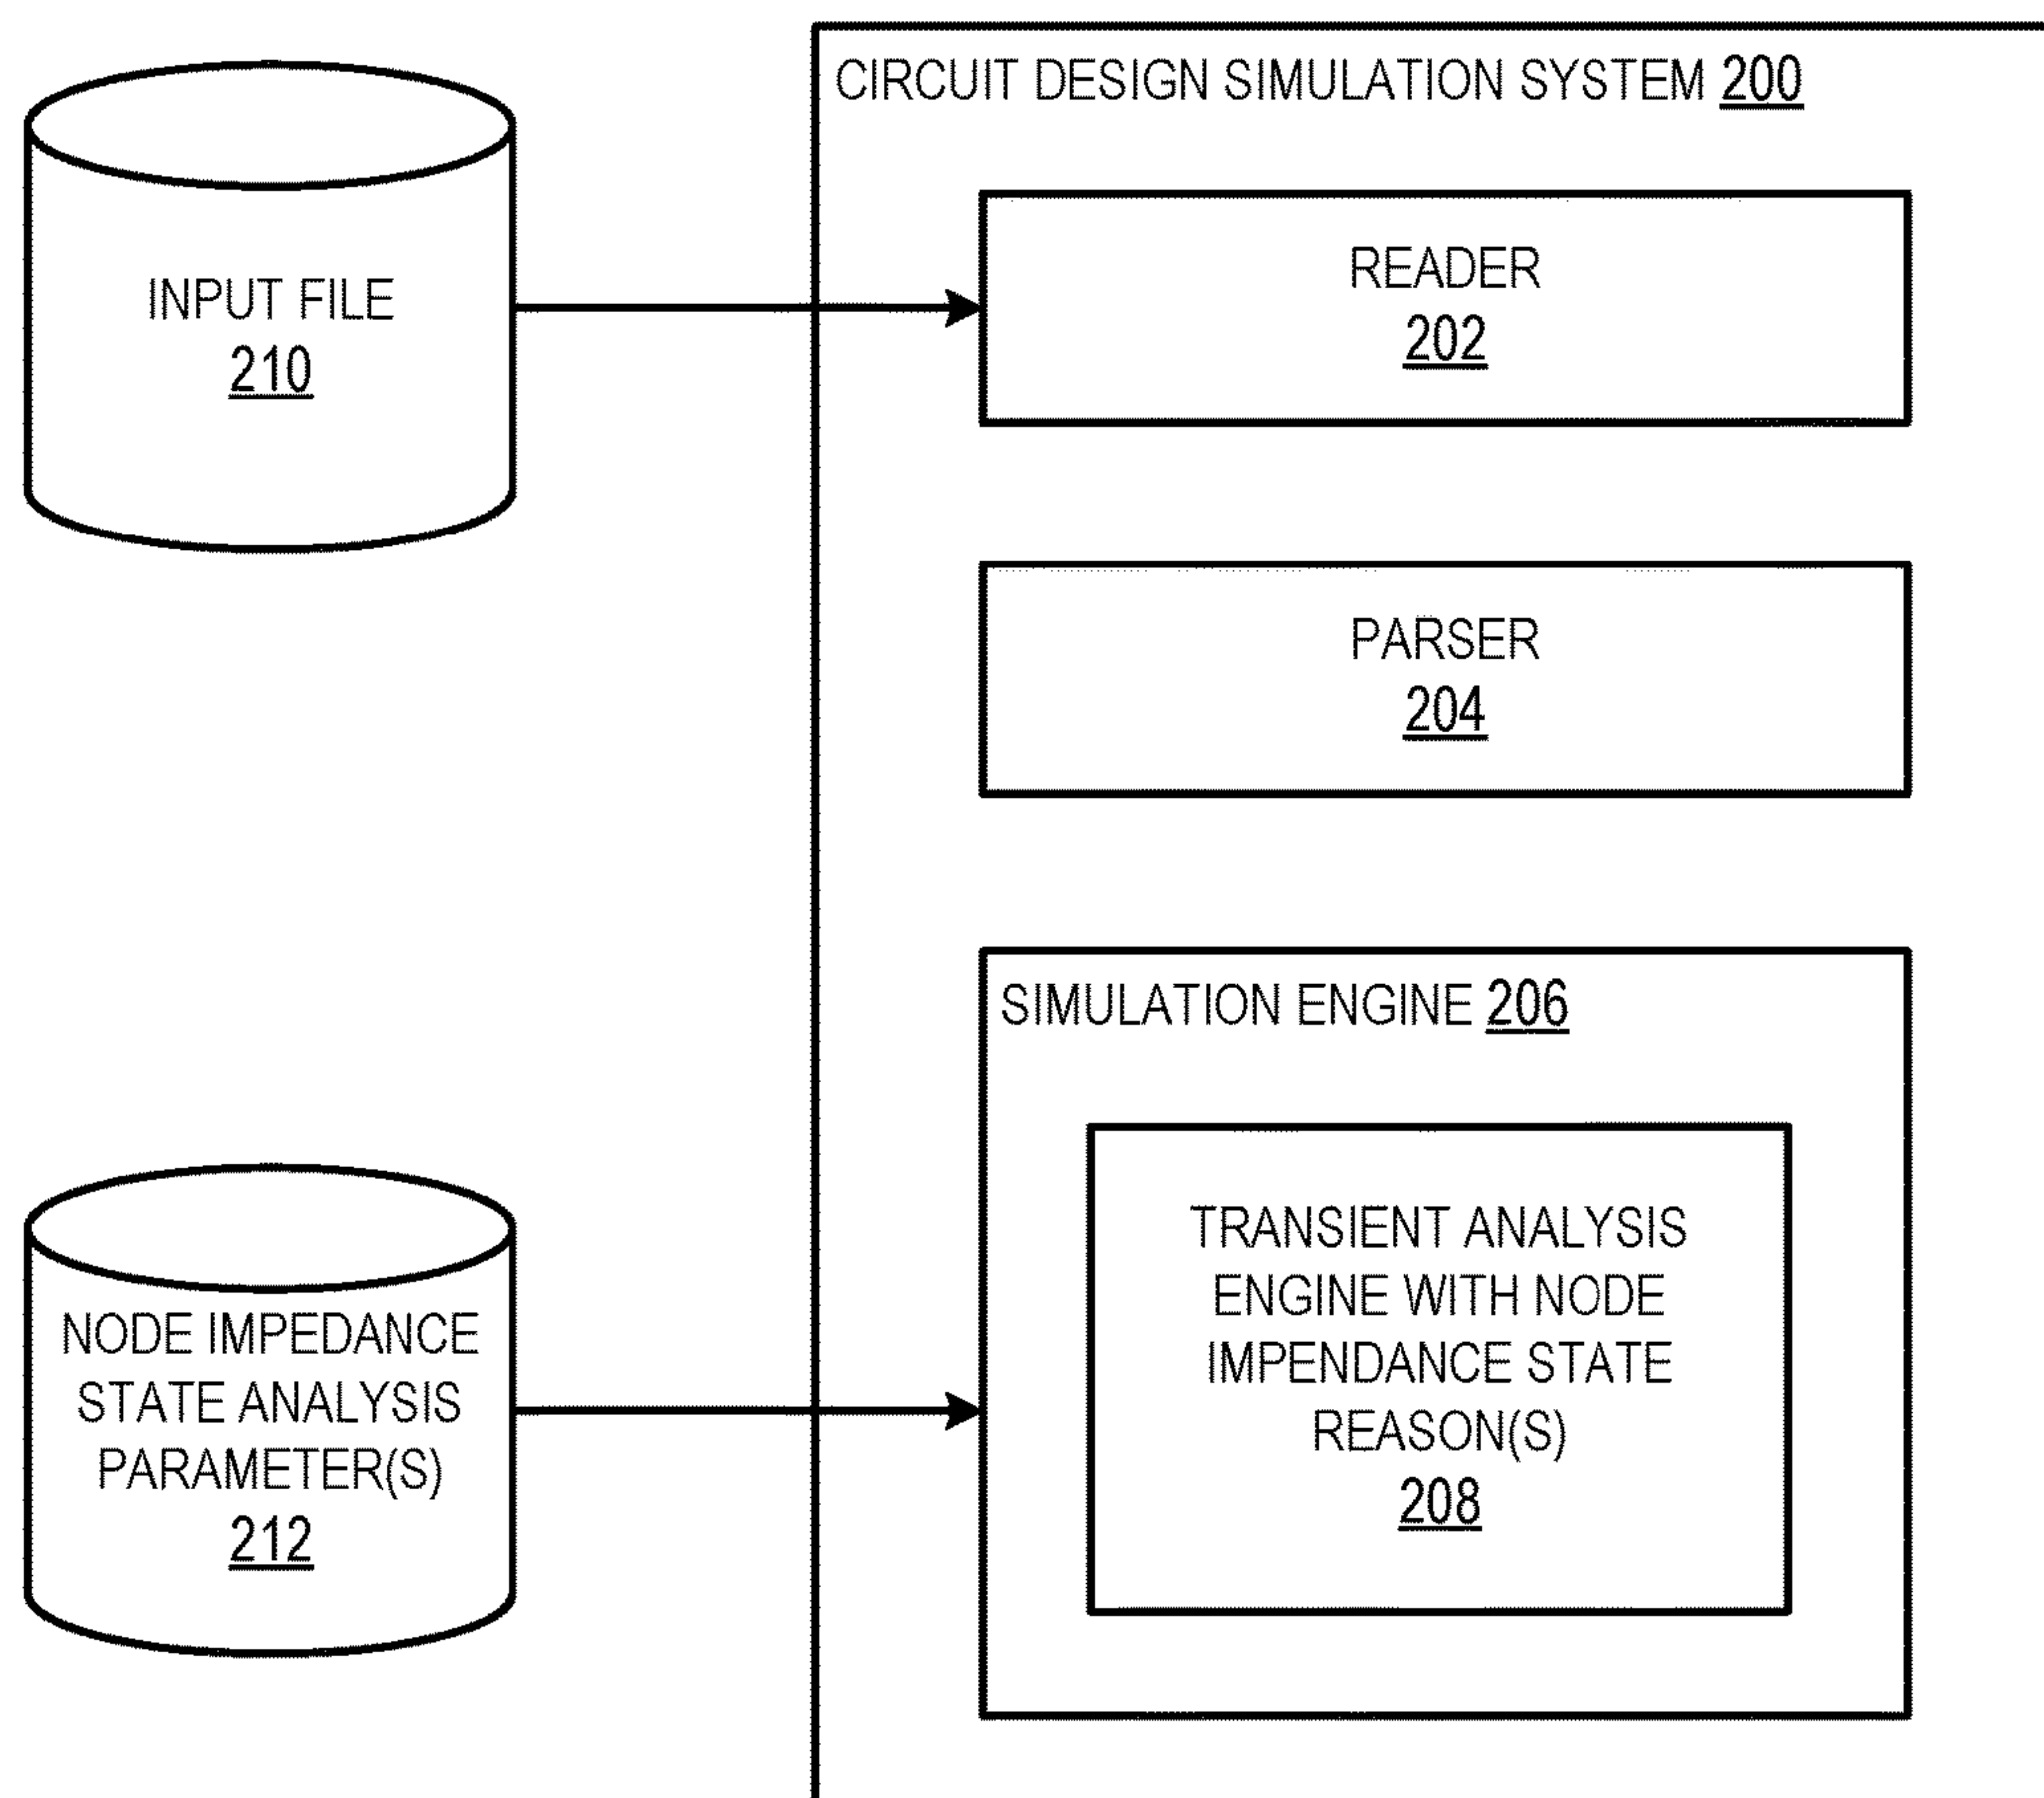 CIRCUIT DESIGN SIMULATION SYSTEM 200
INPUT FILE
210
READER
202
PARSER
204
SIMULATION ENGINE 206
NODE IMPEDANCE
STATE ANALYSIS
PARAMETER(S)
212
TRANSIENT ANALYSIS
ENGINE WITH NODE
IMPENDANCE STATE
REASON(S)
208